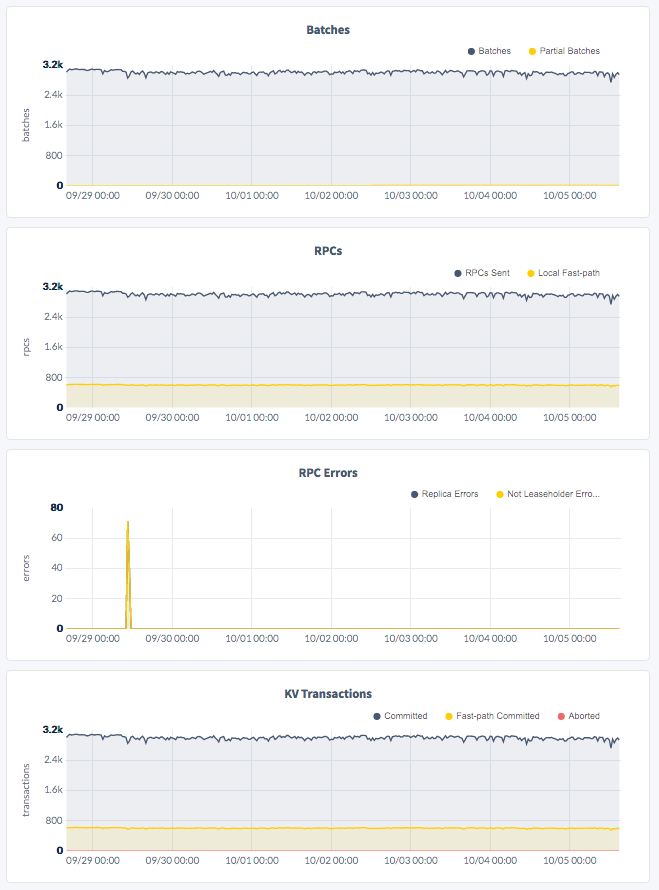 Batches
Batches Partial Batches
3.2k
2.4k
1.6k
800
0
batches
09/29 00:00 09/30 00:00 10/01 00:00 10/02 00:00 10/03 00:00 10/04 00:00 10/05 00:00
RPCs
RPCs Sent Local Fast-path
3.2k
2.4k
1.6k
800
0
rpcs
09/29 00:00 09/30 00:00 10/01 00:00 10/02 00:00 10/03 00:00 10/04 00:00 10/05 00:00
RPC Errors
Replica Errors Not Leaseholder Erro...
80
60
40
20
0
errors
09/29 00:00 09/30 00:00 10/01 00:00 10/02 00:00 10/03 00:00 10/04 00:00 10/05 00:00
KV Transactions
Committed Fast-path Committed Aborted
3.2k
2.4k
1.6k
800
0
transactions
09/29 00:00 09/30 00:00 10/01 00:00 10/02 00:00 10/03 00:00 10/04 00:00 10/05 00:00